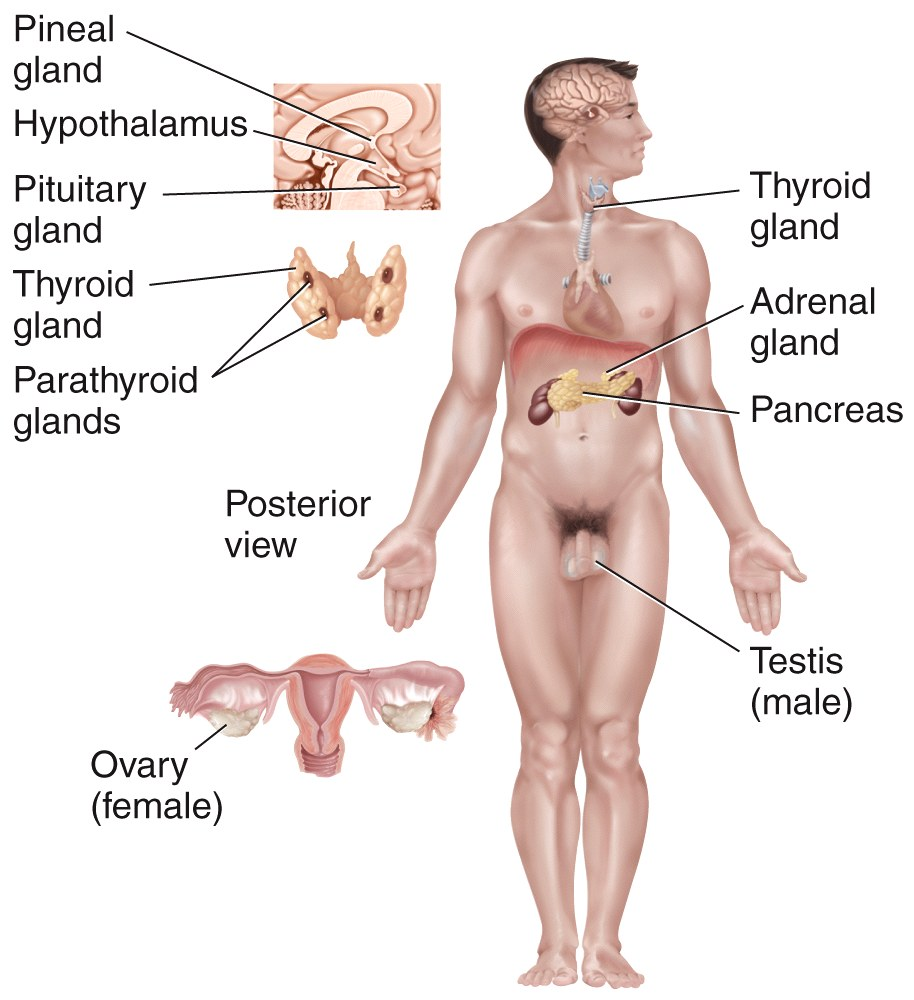 Pineal
gland
Hypothalamus
Pituitary
gland
Thyroid
gland
Parathyroid
glands
Posterior
view
Ovary
(female)
Thyroid
gland
Adrenal
gland
Pancreas
Testis
(male)